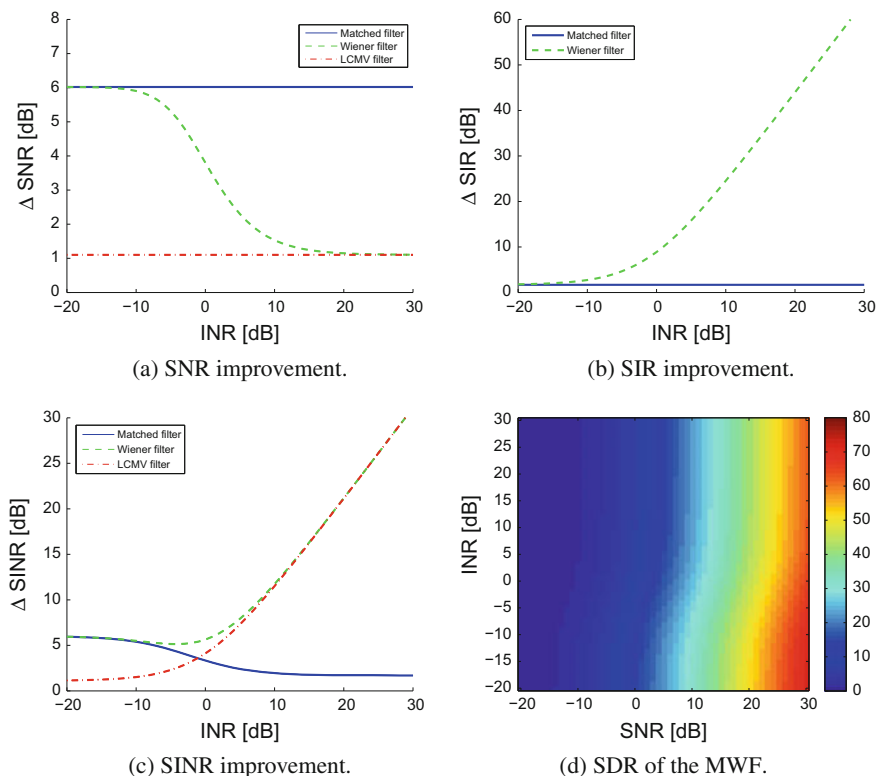 Matched filter
Wiener filter
LCMV filter
8
7
6
5
4
3
2
1
0
Δ SNR [dB]
−20 −10 0 10 20 30
INR [dB]
(a) SNR improvement.
Matched filter
Wiener filter
60
50
40
30
20
10
0
Δ SIR [dB]
−20 −10 0 10 20 30
INR [dB]
(b) SIR improvement.
Matched filter
Wiener filter
LCMV filter
30
25
20
15
10
5
0
Δ SINR [dB]
−20 −10 0 10 20 30
INR [dB]
(c) SINR improvement.
30
25
20
15
10
5
0
−5
−10
−15
−20
INR [dB]
−20 −10 0 10 20 30
SNR [dB]
80
70
60
50
40
30
20
10
0
(d) SDR of the MWF.